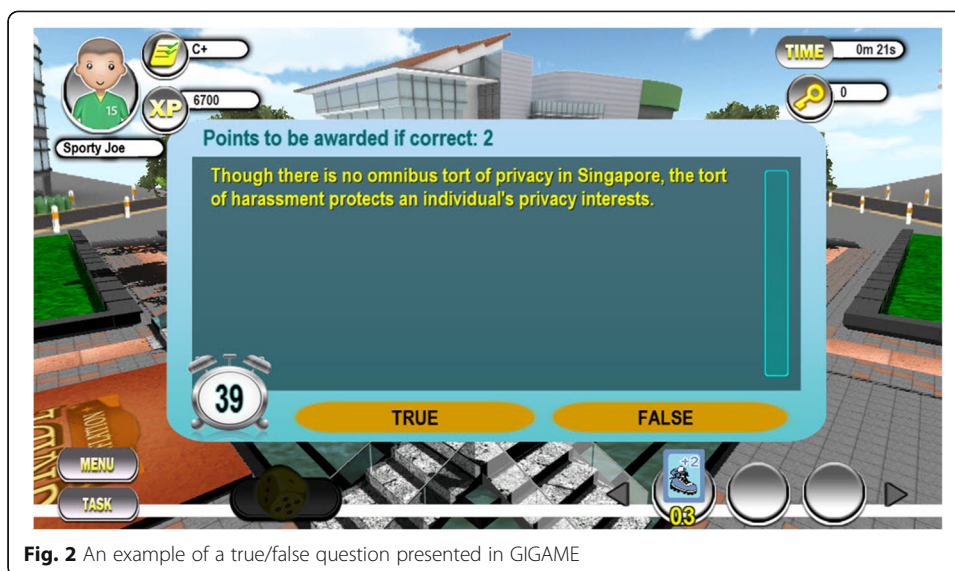 C+
15
XP
6700
Sporty Joe
TIME
0m 21s
0
Points to be awarded if correct: 2
Though there is no omnibus tort of privacy in Singapore, the tort
of harassment protects an individual's privacy interests.
39
TRUE
FALSE
MENU
TASK
+2
03
Fig. 2 An example of a true/false question presented in GIGAME